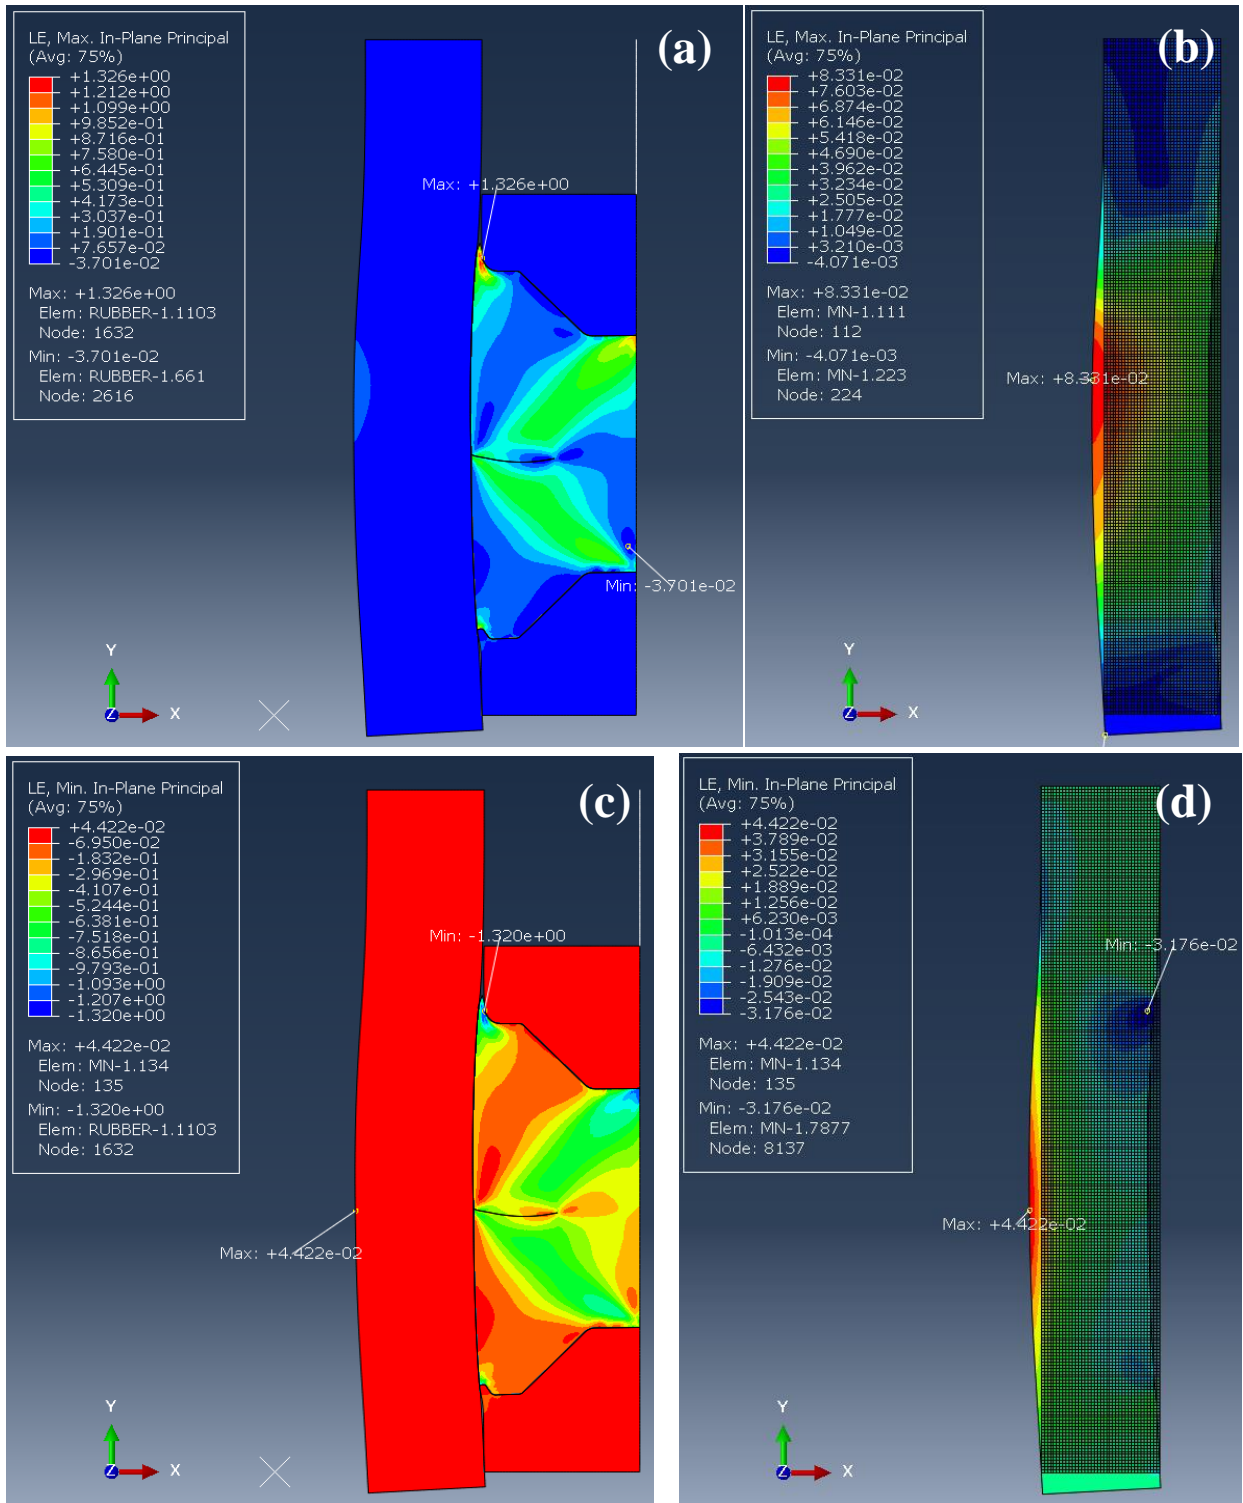 LE, Max. In-Plane Principal
(Avg: 75%)
+1.326e+00
+1.212e+00
+1.099e+00
+9.852e-01
+8.716e-01
+7.580e-01
+6.445e-01
+5.309e-01
+4.173e-01
+3.037e-01
+1.901e-01
+7.657e-02
-3.701e-02
Max: +1.326e+00
Elem: RUBBER-1.1103
Node: 1632
Min: -3.701e-02
Elem: RUBBER-1.661
Node: 2616
(a)
Max: +1.326e+00
Min: -3.701e-02
Y
Z
X
LE, Max. In-Plane Principal
(Avg: 75%)
+8.331e-02
+7.603e-02
+6.874e-02
+6.146e-02
+5.418e-02
+4.690e-02
+3.962e-02
+3.234e-02
+2.505e-02
+1.777e-02
+1.049e-02
+3.210e-03
-4.071e-03
Max: +8.331e-02
Elem: MN-1.111
Node: 112
Min: -4.071e-03
Elem: MN-1.223
Node: 224
(b)
Max: +8.331e-02
Y
Z
X
LE, Min. In-Plane Principal
(Avg: 75%)
+4.422e-02
-6.950e-02
-1.832e-01
-2.969e-01
-4.107e-01
-5.244e-01
-6.381e-01
-7.518e-01
-8.656e-01
-9.793e-01
-1.093e+00
-1.207e+00
-1.320e+00
Max: +4.422e-02
Elem: MN-1.134
Node: 135
Min: -1.320e+00
Elem: RUBBER-1.1103
Node: 1632
(c)
Min: -1.320e+00
Max: +4.422e-02
Y
Z
X
LE, Min. In-Plane Principal
(Avg: 75%)
+4.422e-02
+3.789e-02
+3.155e-02
+2.522e-02
+1.889e-02
+1.256e-02
+6.230e-03
-1.013e-04
-6.432e-03
-1.276e-02
-1.909e-02
-2.543e-02
-3.176e-02
Max: +4.422e-02
Elem: MN-1.134
Node: 135
Min: -3.176e-02
Elem: MN-1.7877
Node: 8137
(d)
Min: -3.176e-02
Max: +4.422e-02
Y
Z
X